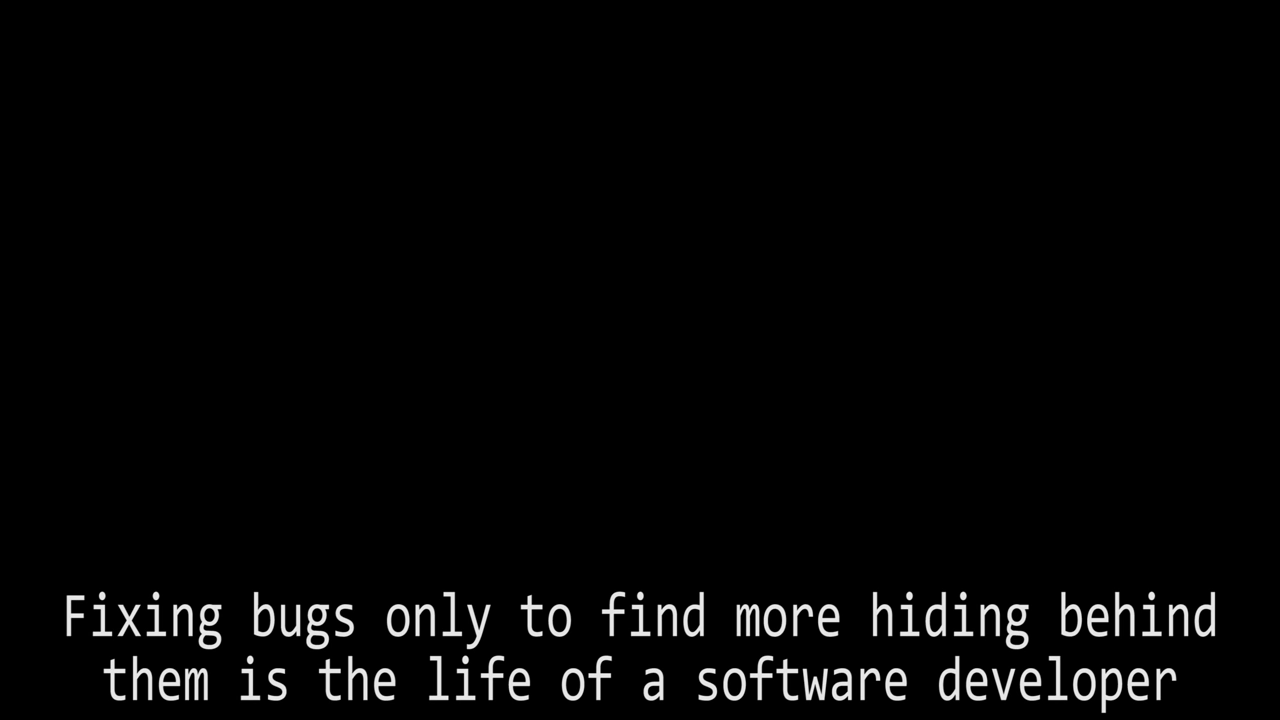 Fixing bugs only to find more hiding behind
them is the life of a software developer